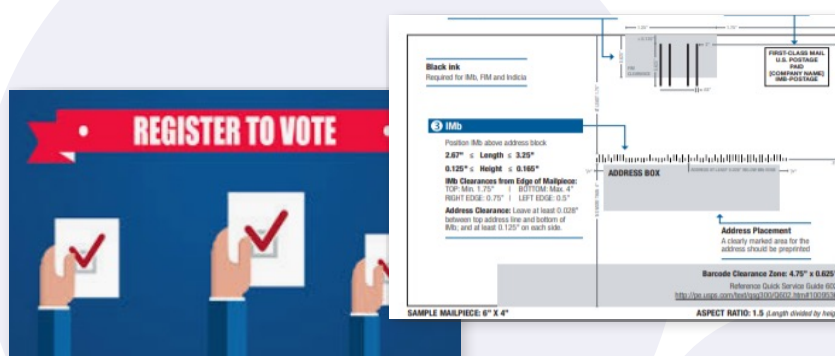 REGISTER TO VOTE
Black ink
Required for IMb, FIM and Indicia
FIRST-CLASS MAIL
U.S. POSTAGE
PAID
[COMPANY NAME]
IMB-POSTAGE
3 IMb
Position IMb above address block
2.67" ≤ Length ≤ 3.25"
0.125" ≤ Height ≤ 0.165"
IMb Clearances from Edge of Mailpiece:
TOP: Min. 1.75" | BOTTOM: Max. 4"
RIGHT EDGE: 0.75" | LEFT EDGE: 0.5"
Address Clearance: Leave at least 0.028"
between top address line and bottom of
IMb; and at least 0.125" on each side.
ADDRESS BOX
Address Placement
A clearly marked area for the
address should be preprinted
Barcode Clearance Zone: 4.75" x 0.625"
Reference Quick Service Guide 602
SAMPLE MAILPIECE: 6" X 4"
ASPECT RATIO: 1.5 (Length divided by